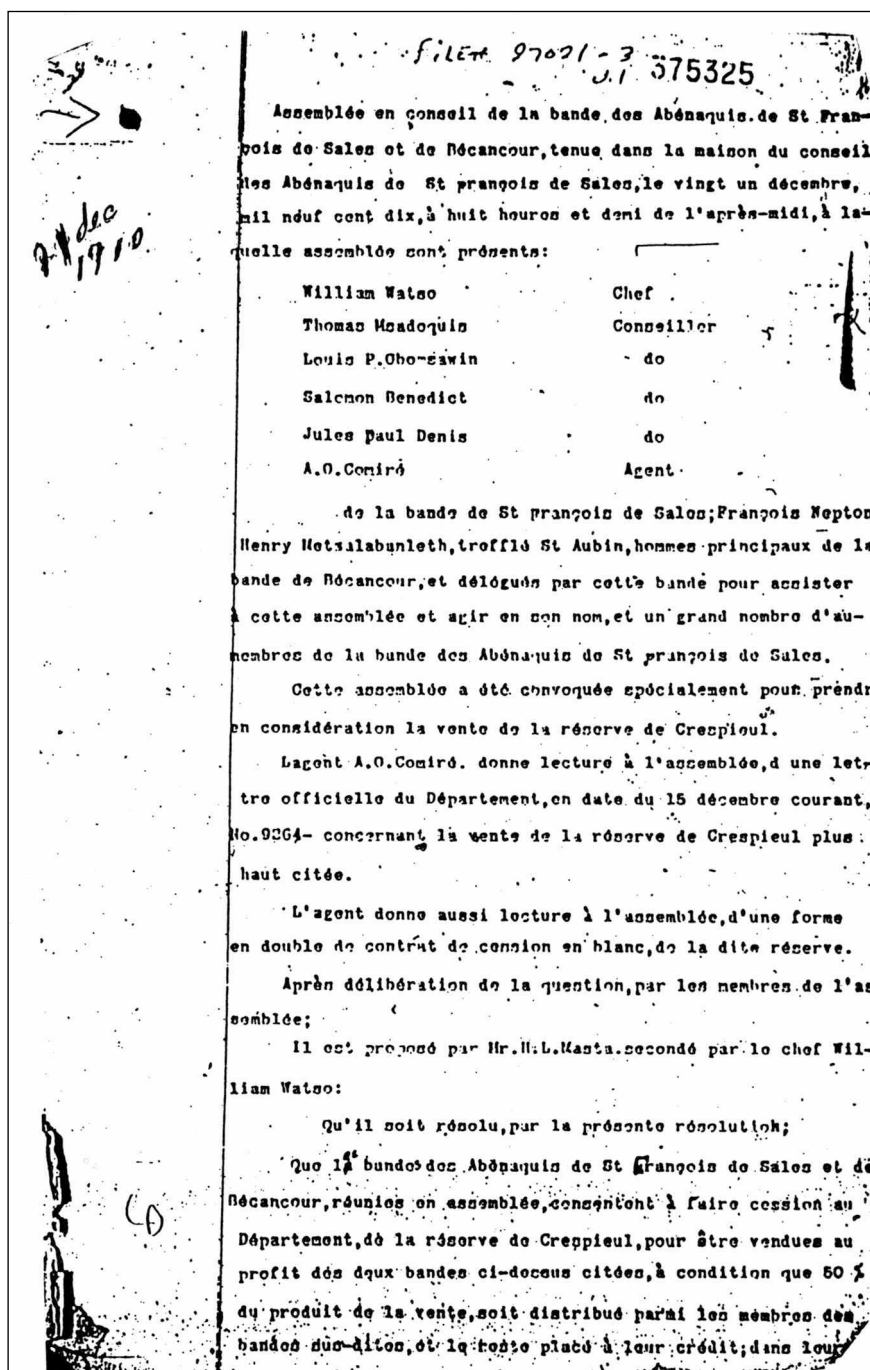 FILE# 27021-3
375325
Assemblée en conseil de la bande des Abénaquis de St Fran-
çois de Sales et de Bécancour, tenue dans la maison du conseil
des Abénaquis de St françois de Sales, le vingt un décembre,
mil neuf cent dix, à huit heures et demi de l'après-midi, à la-
quelle assemblée sont présents:
21 dec
1910
William Watso Chef
Thomas Msadoquis Conseiller
Louis P. Obomsawin do
Salomon Benedict do
Jules Paul Denis do
A.O. Comiré Agent
de la bande de St françois de Sales; François Nepton
Henry Metsalabunleth, trefflé St Aubin, hommes principaux de la
bande de Bécancour, et délégués par cette bande pour assister
à cette assemblée et agir en son nom, et un grand nombre d'au-
membres de la bande des Abénaquis de St françois de Sales.
Cette assemblée a été convoquée spécialement pour prendr
en considération la vente de la réserve de Crespieul.
Lagent A.O. Comiré. donne lecture à l'assemblée, d une let-
tre officielle du Département, en date du 15 décembre courant,
No. concernant la vente de la réserve de Crespieul plus
haut citée.
L'agent donne aussi lecture à l'assemblée, d'une forme
en double de contrat de cession en blanc, de la dite réserve.
Après délibération de la question, par les membres de l'as
semblée;
Il est proposé par Mr. H.L. Masta. secondé par le chef Wil-
liam Watso:
Qu'il soit résolu, par la présente résolution;
Que les bandes des Abénaquis de St François de Sales et de
Bécancour, réunies en assemblée, consentent à faire cession au
Département, de la réserve de Crespieul, pour être vendues au
profit des deux bandes ci-dessus citées, à condition que 50 %
du produit de la vente, soit distribué parmi les membres des
bandes sus-dites, et le reste placé à leur crédit; dans leur